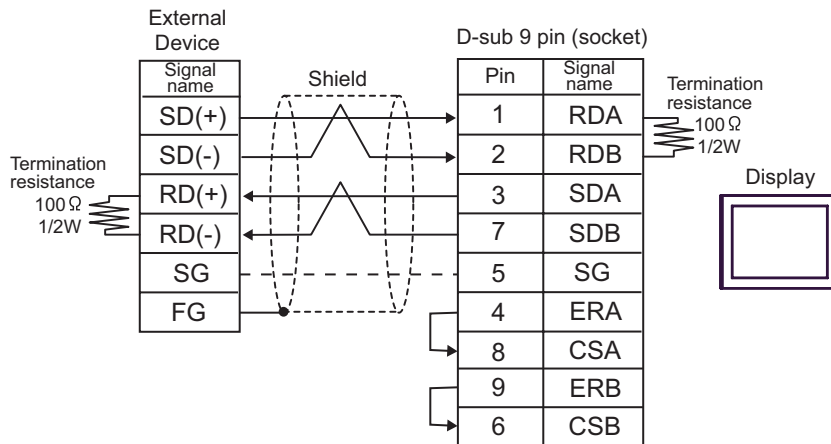 External
Device
D-sub 9 pin (socket)
Signal
name
Shield
Pin
Signal
name
Termination
resistance
100 Ω
1/2W
SD(+)
1
RDA
SD(-)
2
RDB
Termination
resistance
100 Ω
1/2W
RD(+)
3
SDA
Display
RD(-)
7
SDB
SG
5
SG
FG
4
ERA
8
CSA
9
ERB
6
CSB